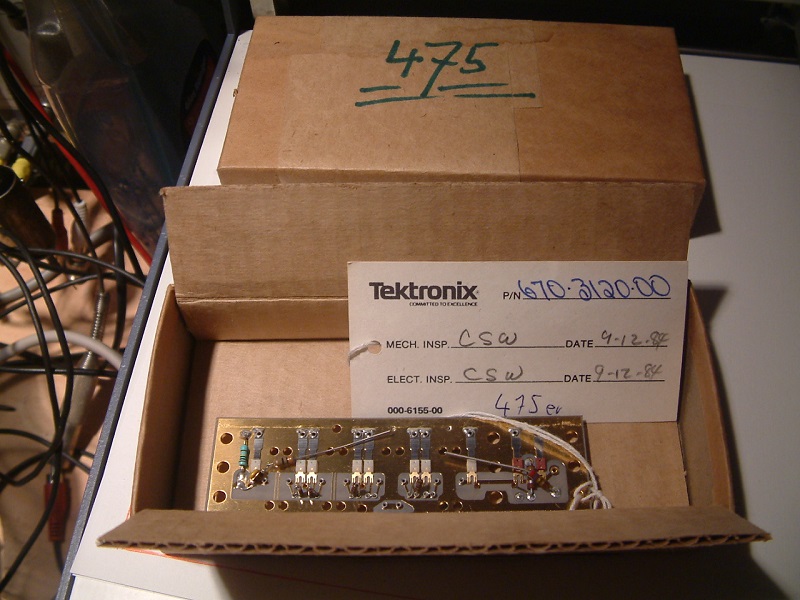 475
Tektronix
COMMITTED TO EXCELLENCE
P/N 670-3120-00
MECH. INSP. CSW DATE 9-12-84
ELECT. INSP. CSW DATE 9-12-84
000-6155-00
475